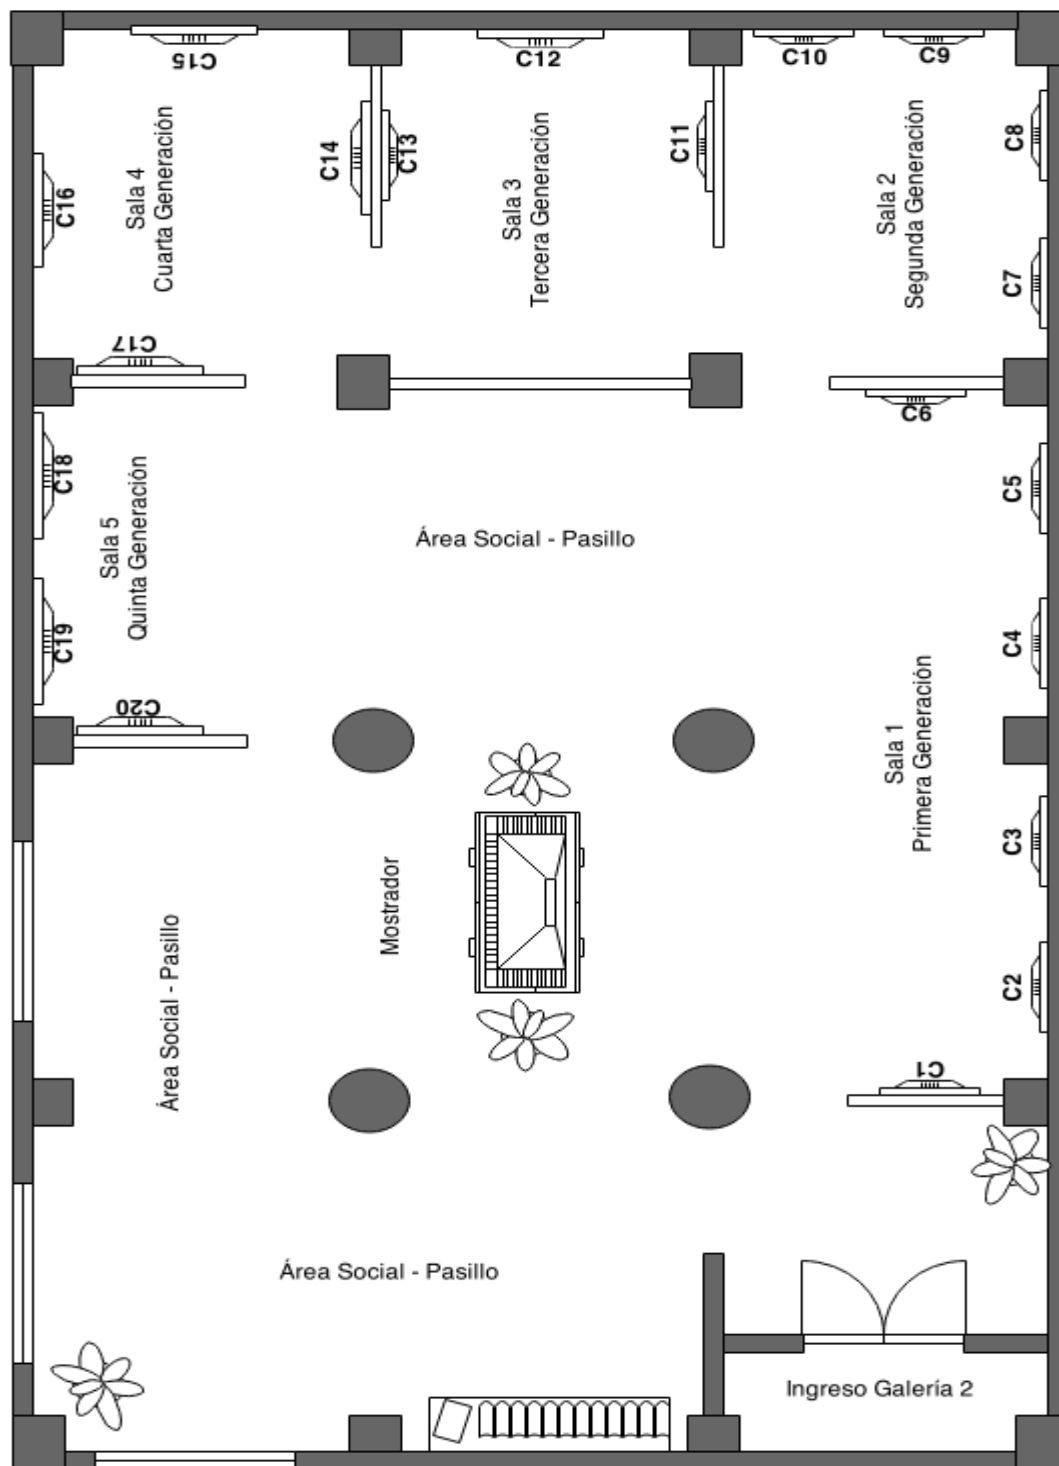 C15
C12
C10
C9
C14
C13
C11
C8
C16
Sala 4
Cuarta Generación
Sala 3
Tercera Generación
Sala 2
Segunda Generación
C7
C17
C6
C18
Sala 5
Quinta Generación
C5
Área Social - Pasillo
C19
C4
C20
Sala 1
Primera Generación
C3
Mostrador
Área Social - Pasillo
C2
C1
Área Social - Pasillo
Ingreso Galería 2